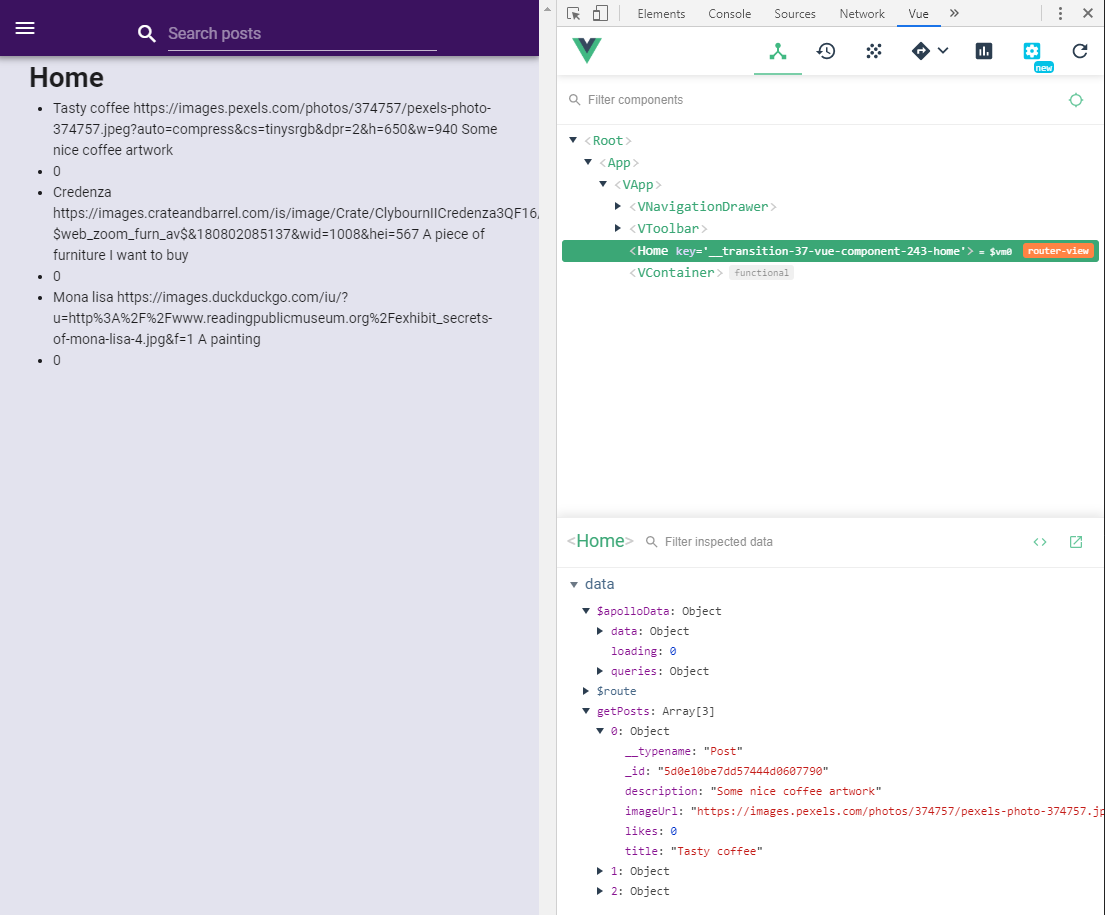 Search posts
Home
Tasty coffee https://images.pexels.com/photos/374757/pexels-photo-
374757.jpeg?auto=compress&cs=tinysrgb&dpr=2&h=650&w=940 Some
nice coffee artwork
0
Credenza
https://images.crateandbarrel.com/is/image/Crate/ClybournIICredenza3QF16/
$web_zoom_furn_av$&180802085137&wid=1008&hei=567 A piece of
furniture I want to buy
0
Mona lisa https://images.duckduckgo.com/iu/?
u=http%3A%2F%2Fwww.readingpublicmuseum.org%2Fexhibit_secrets-
of-mona-lisa-4.jpg&f=1 A painting
0
Elements Console Sources Network Vue »
new
Filter components
<Root>
<App>
<VApp>
<VNavigationDrawer>
<VToolbar>
<Home key='__transition-37-vue-component-243-home'> = $vm0 router-view
<VContainer> functional
<Home> Filter inspected data
data
$apolloData: Object
data: Object
loading: 0
queries: Object
$route
getPosts: Array[3]
0: Object
__typename: "Post"
_id: "5d0e10be7dd57444d0607790"
description: "Some nice coffee artwork"
imageUrl: "https://images.pexels.com/photos/374757/pexels-photo-374757.jp
likes: 0
title: "Tasty coffee"
1: Object
2: Object